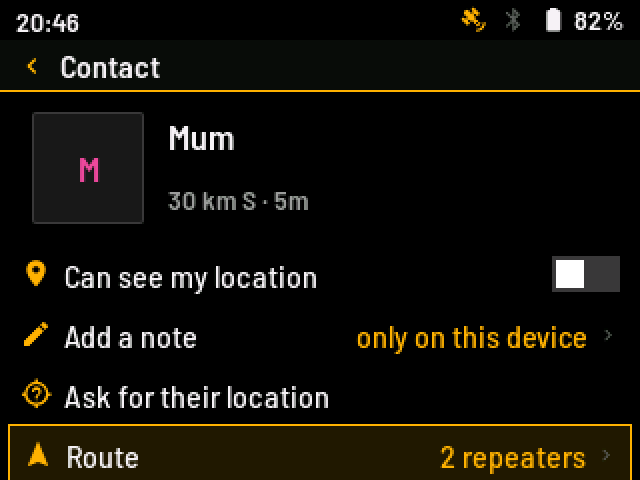 20:46
82%
Contact
M
Mum
30 km S · 5m
Can see my location
Add a note
only on this device
Ask for their location
Route
2 repeaters